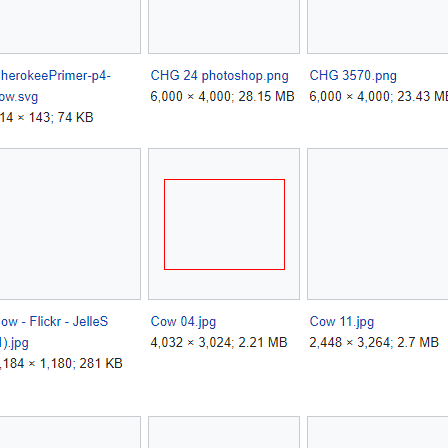 herokeePrimer-p4-
ow.svg
14 × 143; 74 KB
CHG 24 photoshop.png
6,000 × 4,000; 28.15 MB
CHG 3570.png
6,000 × 4,000; 23.43 M
ow - Flickr - JelleS
).jpg
,184 × 1,180; 281 KB
Cow 04.jpg
4,032 × 3,024; 2.21 MB
Cow 11.jpg
2,448 × 3,264; 2.7 MB